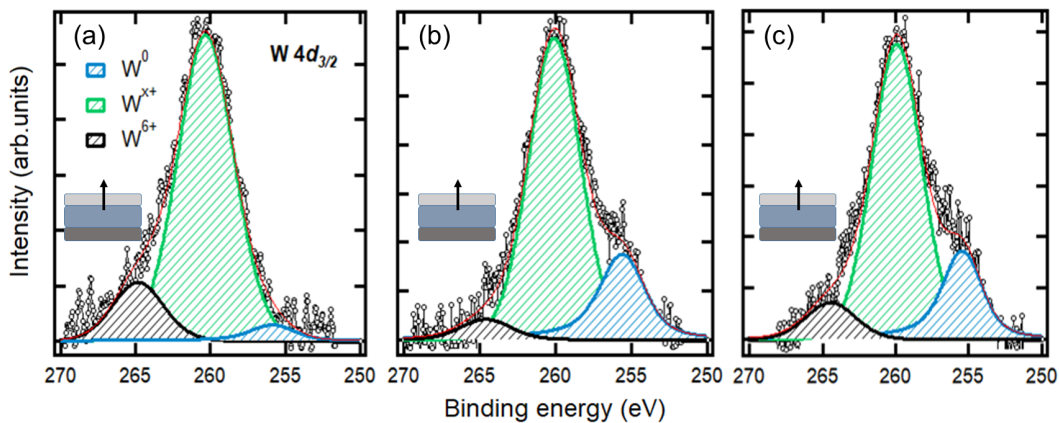 (a)
W 4d3/2
W0
Wx+
W6+
(b)
(c)
Intensity (arb.units)
270 265 260 255 250
270 265 260 255 250
270 265 260 255 250
Binding energy (eV)